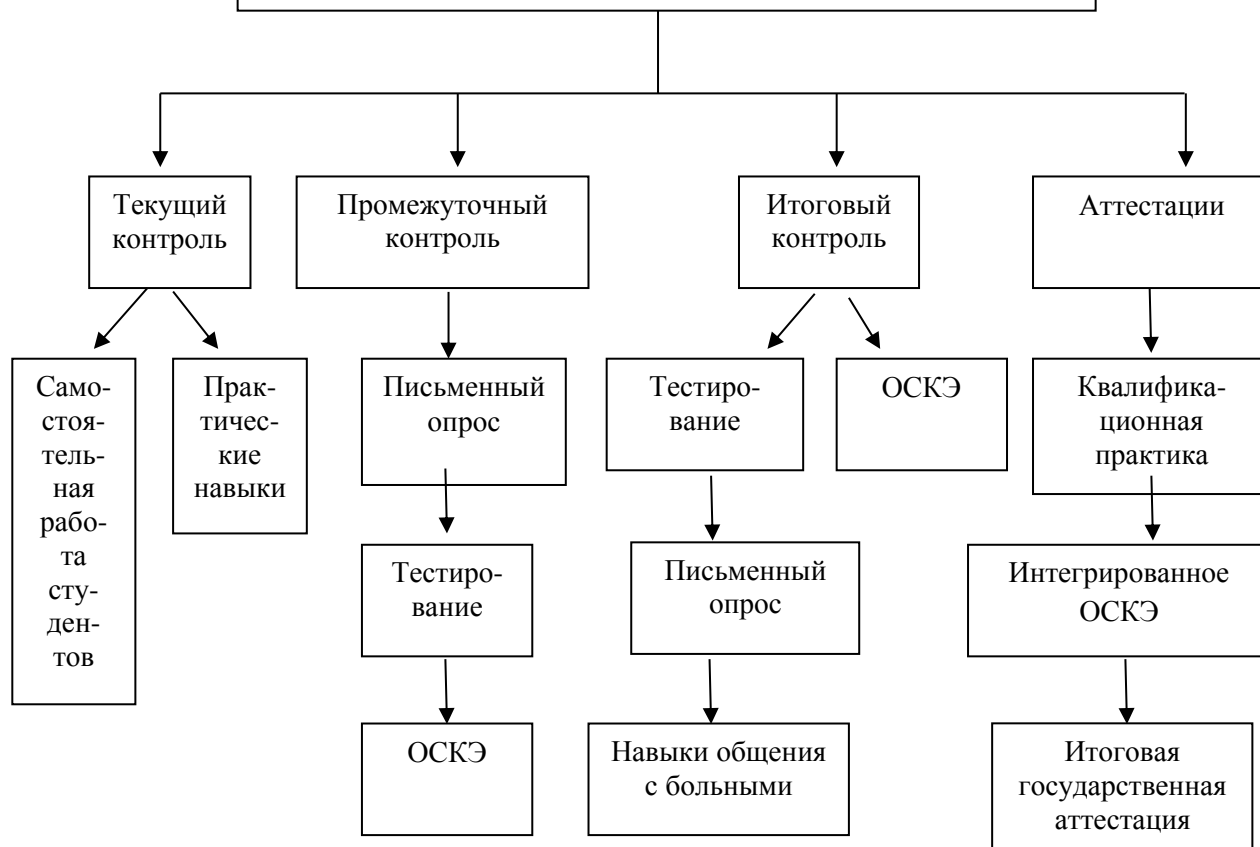 Текущий
контроль
Промежуточный
контроль
Итоговый
контроль
Аттестации
Само-
стоя-
тель-
ная
рабо-
та
сту-
ден-
тов
Прак-
тичес-
кие
навыки
Письменный
опрос
Тестиро-
вание
ОСКЭ
Квалифика-
ционная
практика
Тестиро-
вание
Письменный
опрос
Интегрированное
ОСКЭ
ОСКЭ
Навыки общения
с больными
Итоговая
государственная
аттестация